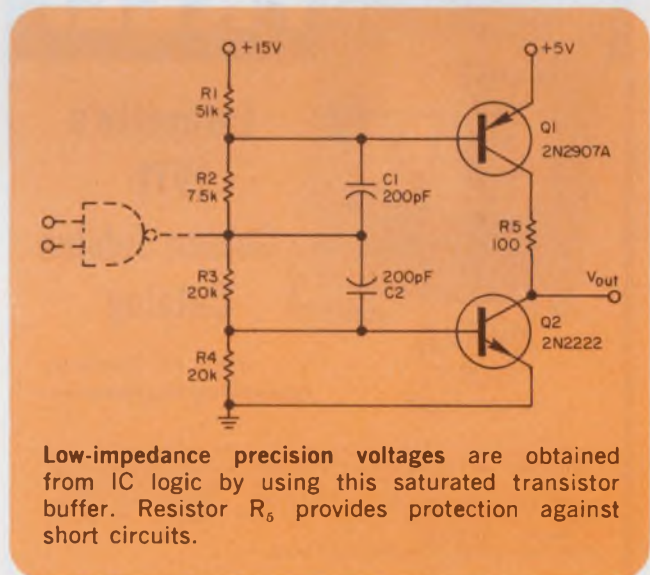 +15V
+5V
R1
51k
Q1
2N2907A
R2
7.5k
C1
200pF
R5
100
R3
20k
200pF
C2
Vout
Q2
2N2222
R4
20k
Low-impedance precision voltages are obtained
from IC logic by using this saturated transistor
buffer. Resistor R₅ provides protection against
short circuits.